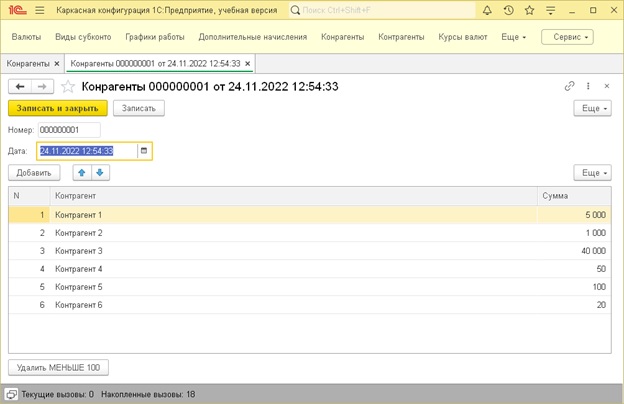 1С Каркасная конфигурация 1С:Предприятие, учебная версия Поиск Ctrl+Shift+F
Валюты Виды субконто Графики работы Дополнительные начисления Конрагенты Контрагенты Курсы валют Еще Сервис
Конрагенты × Конрагенты 000000001 от 24.11.2022 12:54:33 ×
Конрагенты 000000001 от 24.11.2022 12:54:33
Записать и закрыть Записать Еще
Номер: 000000001
Дата: 24.11.2022 12:54:33
Добавить Еще
N Контрагент Сумма
1 Контрагент 1 5 000
2 Контрагент 2 1 000
3 Контрагент 3 40 000
4 Контрагент 4 50
5 Контрагент 5 100
6 Контрагент 6 20
Удалить МЕНЬШЕ 100
Текущие вызовы: 0 Накопленные вызовы: 18